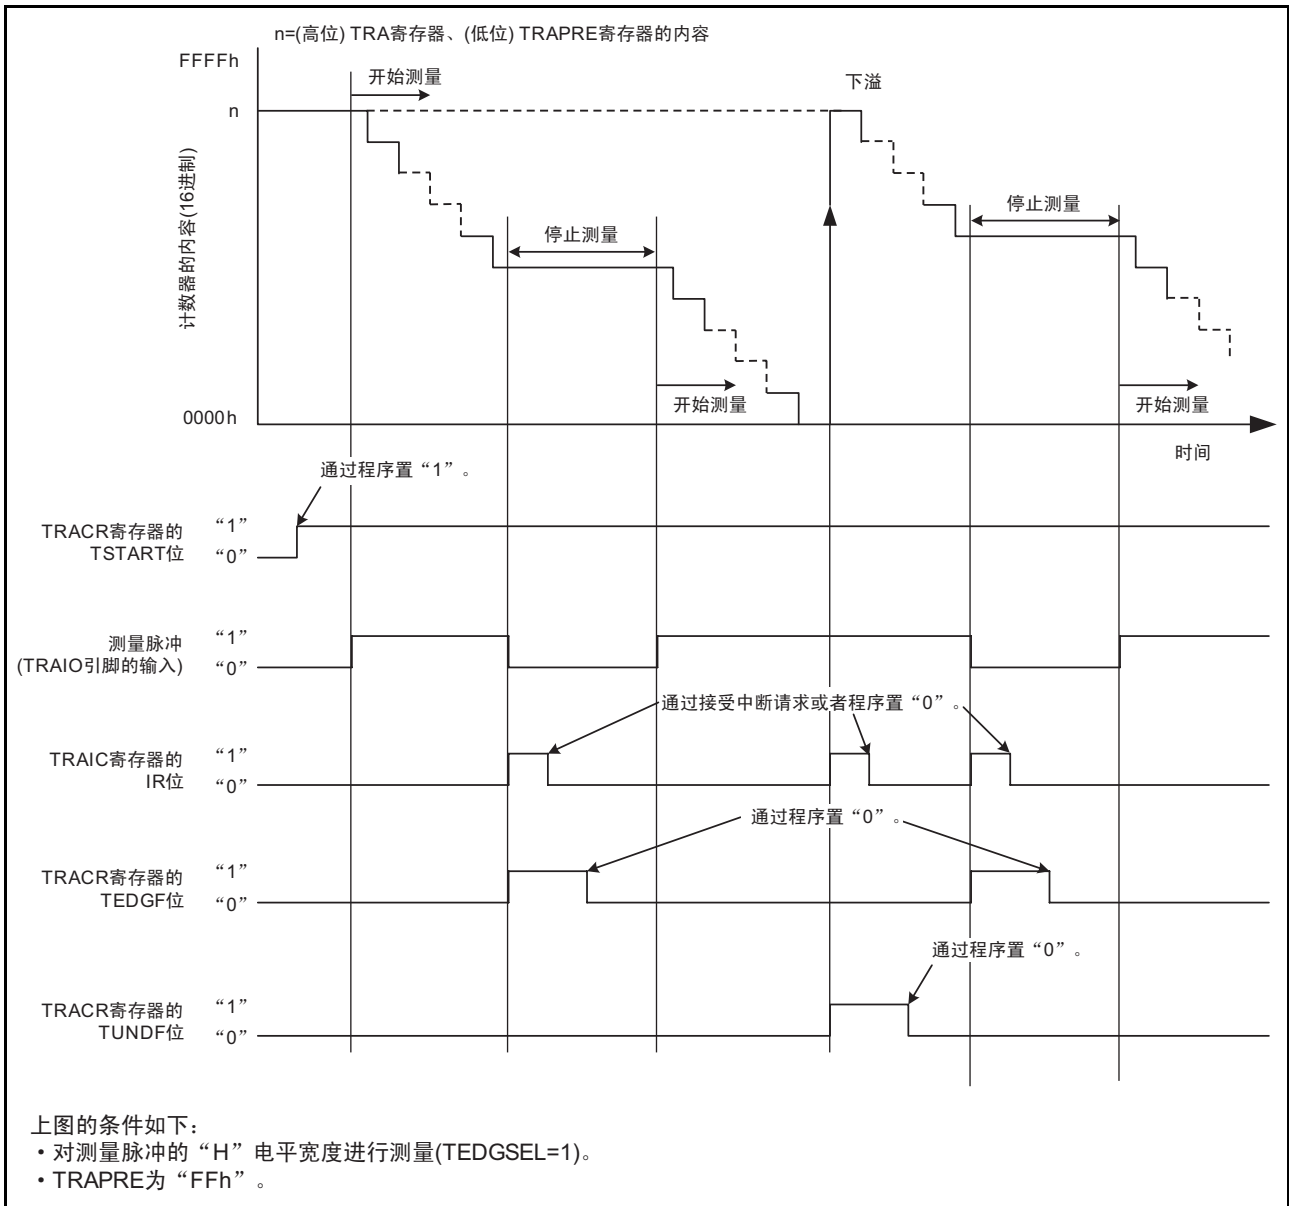 n=(高位) TRA寄存器、(低位) TRAPRE寄存器的内容
FFFFh
开始测量
下溢
n
计数器的内容(16进制)
停止测量
停止测量
开始测量
开始测量
0000h
时间
通过程序置“1”。
TRACR寄存器的
TSTART位
“1”
“0”
测量脉冲
(TRAIO引脚的输入)
“1”
“0”
通过接受中断请求或者程序置“0”。
TRAIC寄存器的
IR位
“1”
“0”
通过程序置“0”。
TRACR寄存器的
TEDGF位
“1”
“0”
通过程序置“0”。
TRACR寄存器的
TUNDF位
“1”
“0”
上图的条件如下：
•对测量脉冲的“H”电平宽度进行测量(TEDGSEL=1)。
•TRAPRE为“FFh”。